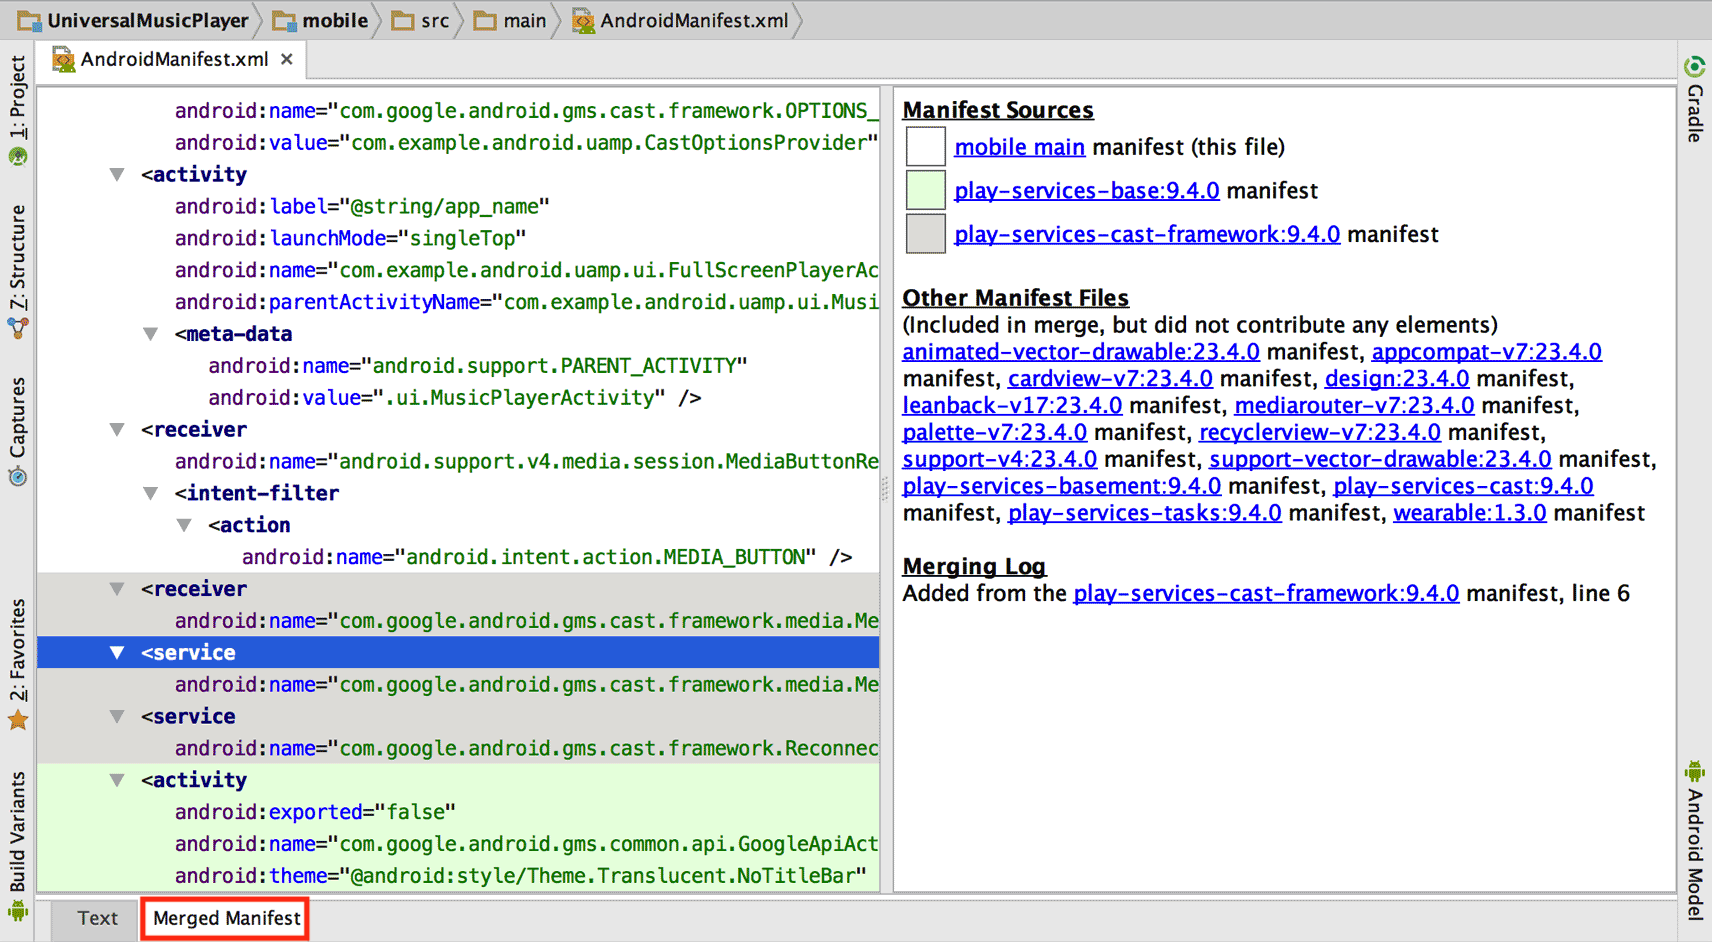 UniversalMusicPlayer mobile src main AndroidManifest.xml
AndroidManifest.xml
1: Project
Z: Structure
Captures
2: Favorites
Build Variants
android:name="com.google.android.gms.cast.framework.OPTIONS_
android:value="com.example.android.uamp.CastOptionsProvider"
<activity
android:label="@string/app_name"
android:launchMode="singleTop"
android:name="com.example.android.uamp.ui.FullScreenPlayerAc
android:parentActivityName="com.example.android.uamp.ui.Musi
<meta-data
android:name="android.support.PARENT_ACTIVITY"
android:value=".ui.MusicPlayerActivity" />
<receiver
android:name="android.support.v4.media.session.MediaButtonRe
<intent-filter
<action
android:name="android.intent.action.MEDIA_BUTTON" />
<receiver
android:name="com.google.android.gms.cast.framework.media.Me
<service
android:name="com.google.android.gms.cast.framework.media.Me
<service
android:name="com.google.android.gms.cast.framework.Reconnec
<activity
android:exported="false"
android:name="com.google.android.gms.common.api.GoogleApiAct
android:theme="@android:style/Theme.Translucent.NoTitleBar"
Manifest Sources
mobile main manifest (this file)
play-services-base:9.4.0 manifest
play-services-cast-framework:9.4.0 manifest
Other Manifest Files
(Included in merge, but did not contribute any elements)
animated-vector-drawable:23.4.0 manifest, appcompat-v7:23.4.0
manifest, cardview-v7:23.4.0 manifest, design:23.4.0 manifest,
leanback-v17:23.4.0 manifest, mediarouter-v7:23.4.0 manifest,
palette-v7:23.4.0 manifest, recyclerview-v7:23.4.0 manifest,
support-v4:23.4.0 manifest, support-vector-drawable:23.4.0 manifest,
play-services-basement:9.4.0 manifest, play-services-cast:9.4.0
manifest, play-services-tasks:9.4.0 manifest, wearable:1.3.0 manifest
Merging Log
Added from the play-services-cast-framework:9.4.0 manifest, line 6
Gradle
Android Model
Text Merged Manifest